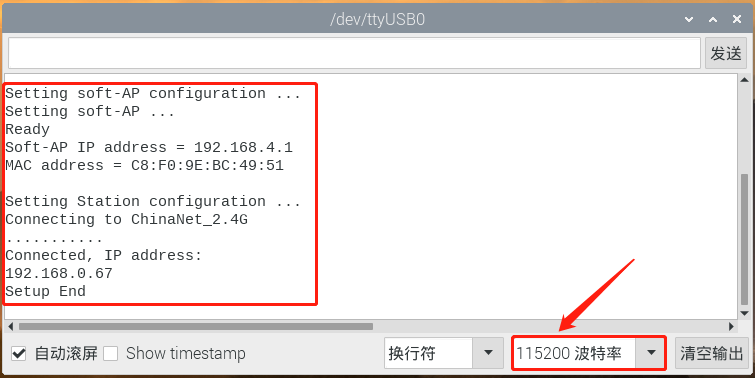 /dev/ttyUSB0
发送
Setting soft-AP configuration ...
Setting soft-AP ...
Ready
Soft-AP IP address = 192.168.4.1
MAC address = C8:F0:9E:BC:49:51
Setting Station configuration ...
Connecting to ChinaNet_2.4G
...........
Connected, IP address:
192.168.0.67
Setup End
自动滚屏 Show timestamp 换行符 115200 波特率 清空输出